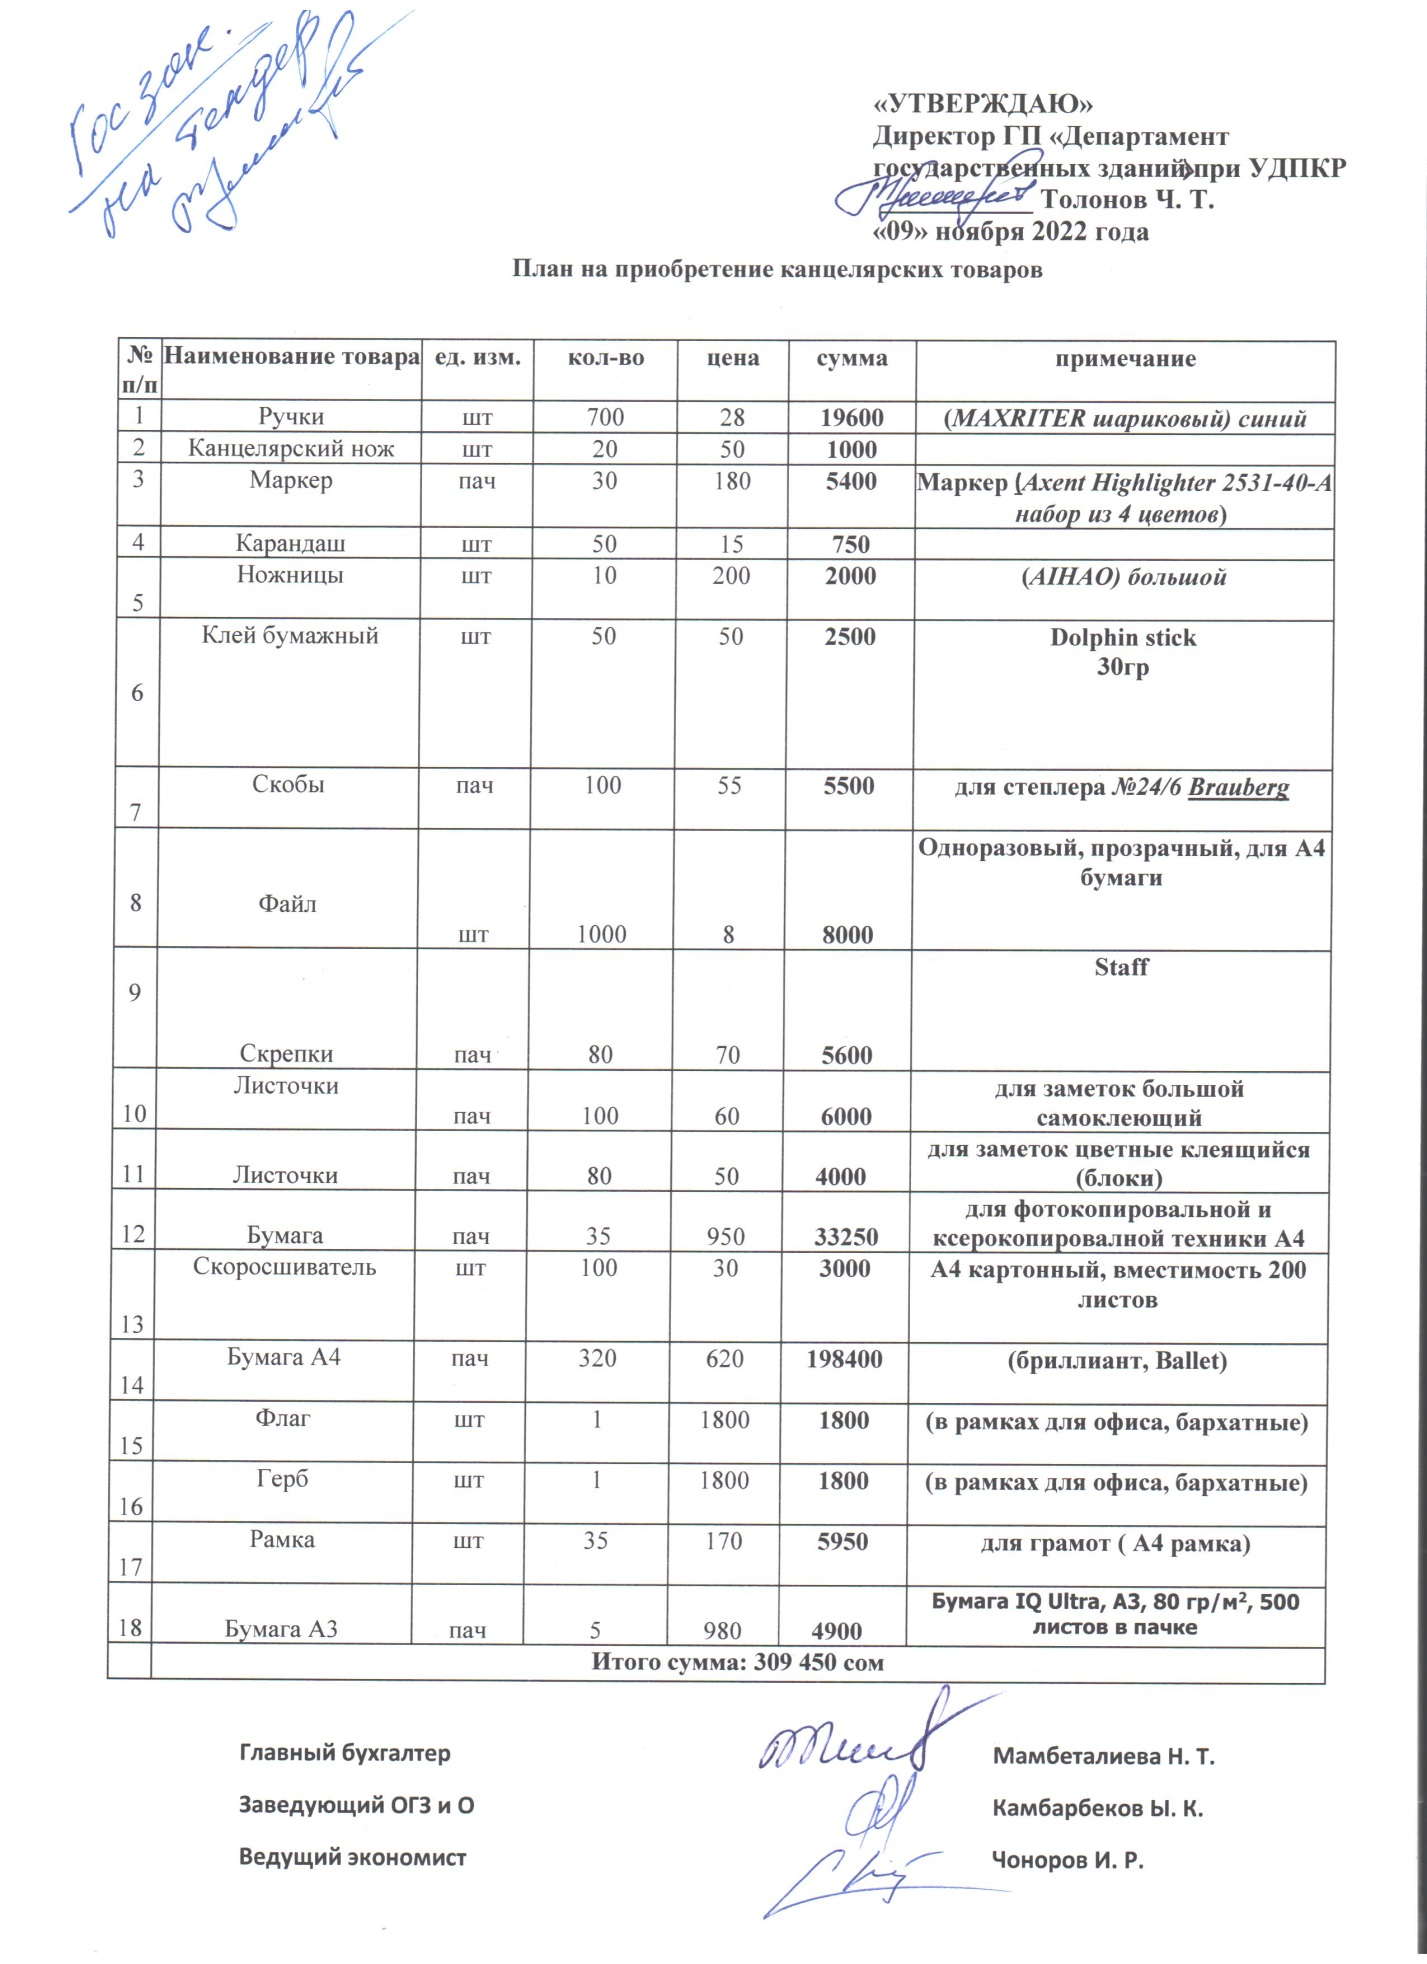 Гос зак.
на тендер
«УТВЕРЖДАЮ»
Директор ГП «Департамент
государственных зданий»при УДПКР
____________ Толонов Ч. Т.
«09» ноября 2022 года
План на приобретение канцелярских товаров
№ п/п Наименование товара ед. изм. кол-во цена сумма примечание
1 Ручки шт 700 28 19600 (MAXRITER шариковый) синий
2 Канцелярский нож шт 20 50 1000
3 Маркер пач 30 180 5400 Маркер (Axent Highlighter 2531-40-A
набор из 4 цветов)
4 Карандаш шт 50 15 750
5 Ножницы шт 10 200 2000 (AIHAO) большой
6 Клей бумажный шт 50 50 2500 Dolphin stick
30гр
7 Скобы пач 100 55 5500 для степлера №24/6 Brauberg
8 Файл шт 1000 8 8000 Одноразовый, прозрачный, для А4
бумаги
9 Скрепки пач 80 70 5600 Staff
10 Листочки пач 100 60 6000 для заметок большой
самоклеющий
11 Листочки пач 80 50 4000 для заметок цветные клеящийся
(блоки)
12 Бумага пач 35 950 33250 для фотокопировальной и
ксерокопировалной техники А4
13 Скоросшиватель шт 100 30 3000 А4 картонный, вместимость 200
листов
14 Бумага А4 пач 320 620 198400 (бриллиант, Ballet)
15 Флаг шт 1 1800 1800 (в рамках для офиса, бархатные)
16 Герб шт 1 1800 1800 (в рамках для офиса, бархатные)
17 Рамка шт 35 170 5950 для грамот ( А4 рамка)
18 Бумага А3 пач 5 980 4900 Бумага IQ Ultra, А3, 80 гр/м², 500
листов в пачке
Итого сумма: 309 450 сом
Главный бухгалтер Мамбеталиева Н. Т.
Заведующий ОГЗ и О Камбарбеков Ы. К.
Ведущий экономист Чоноров И. Р.